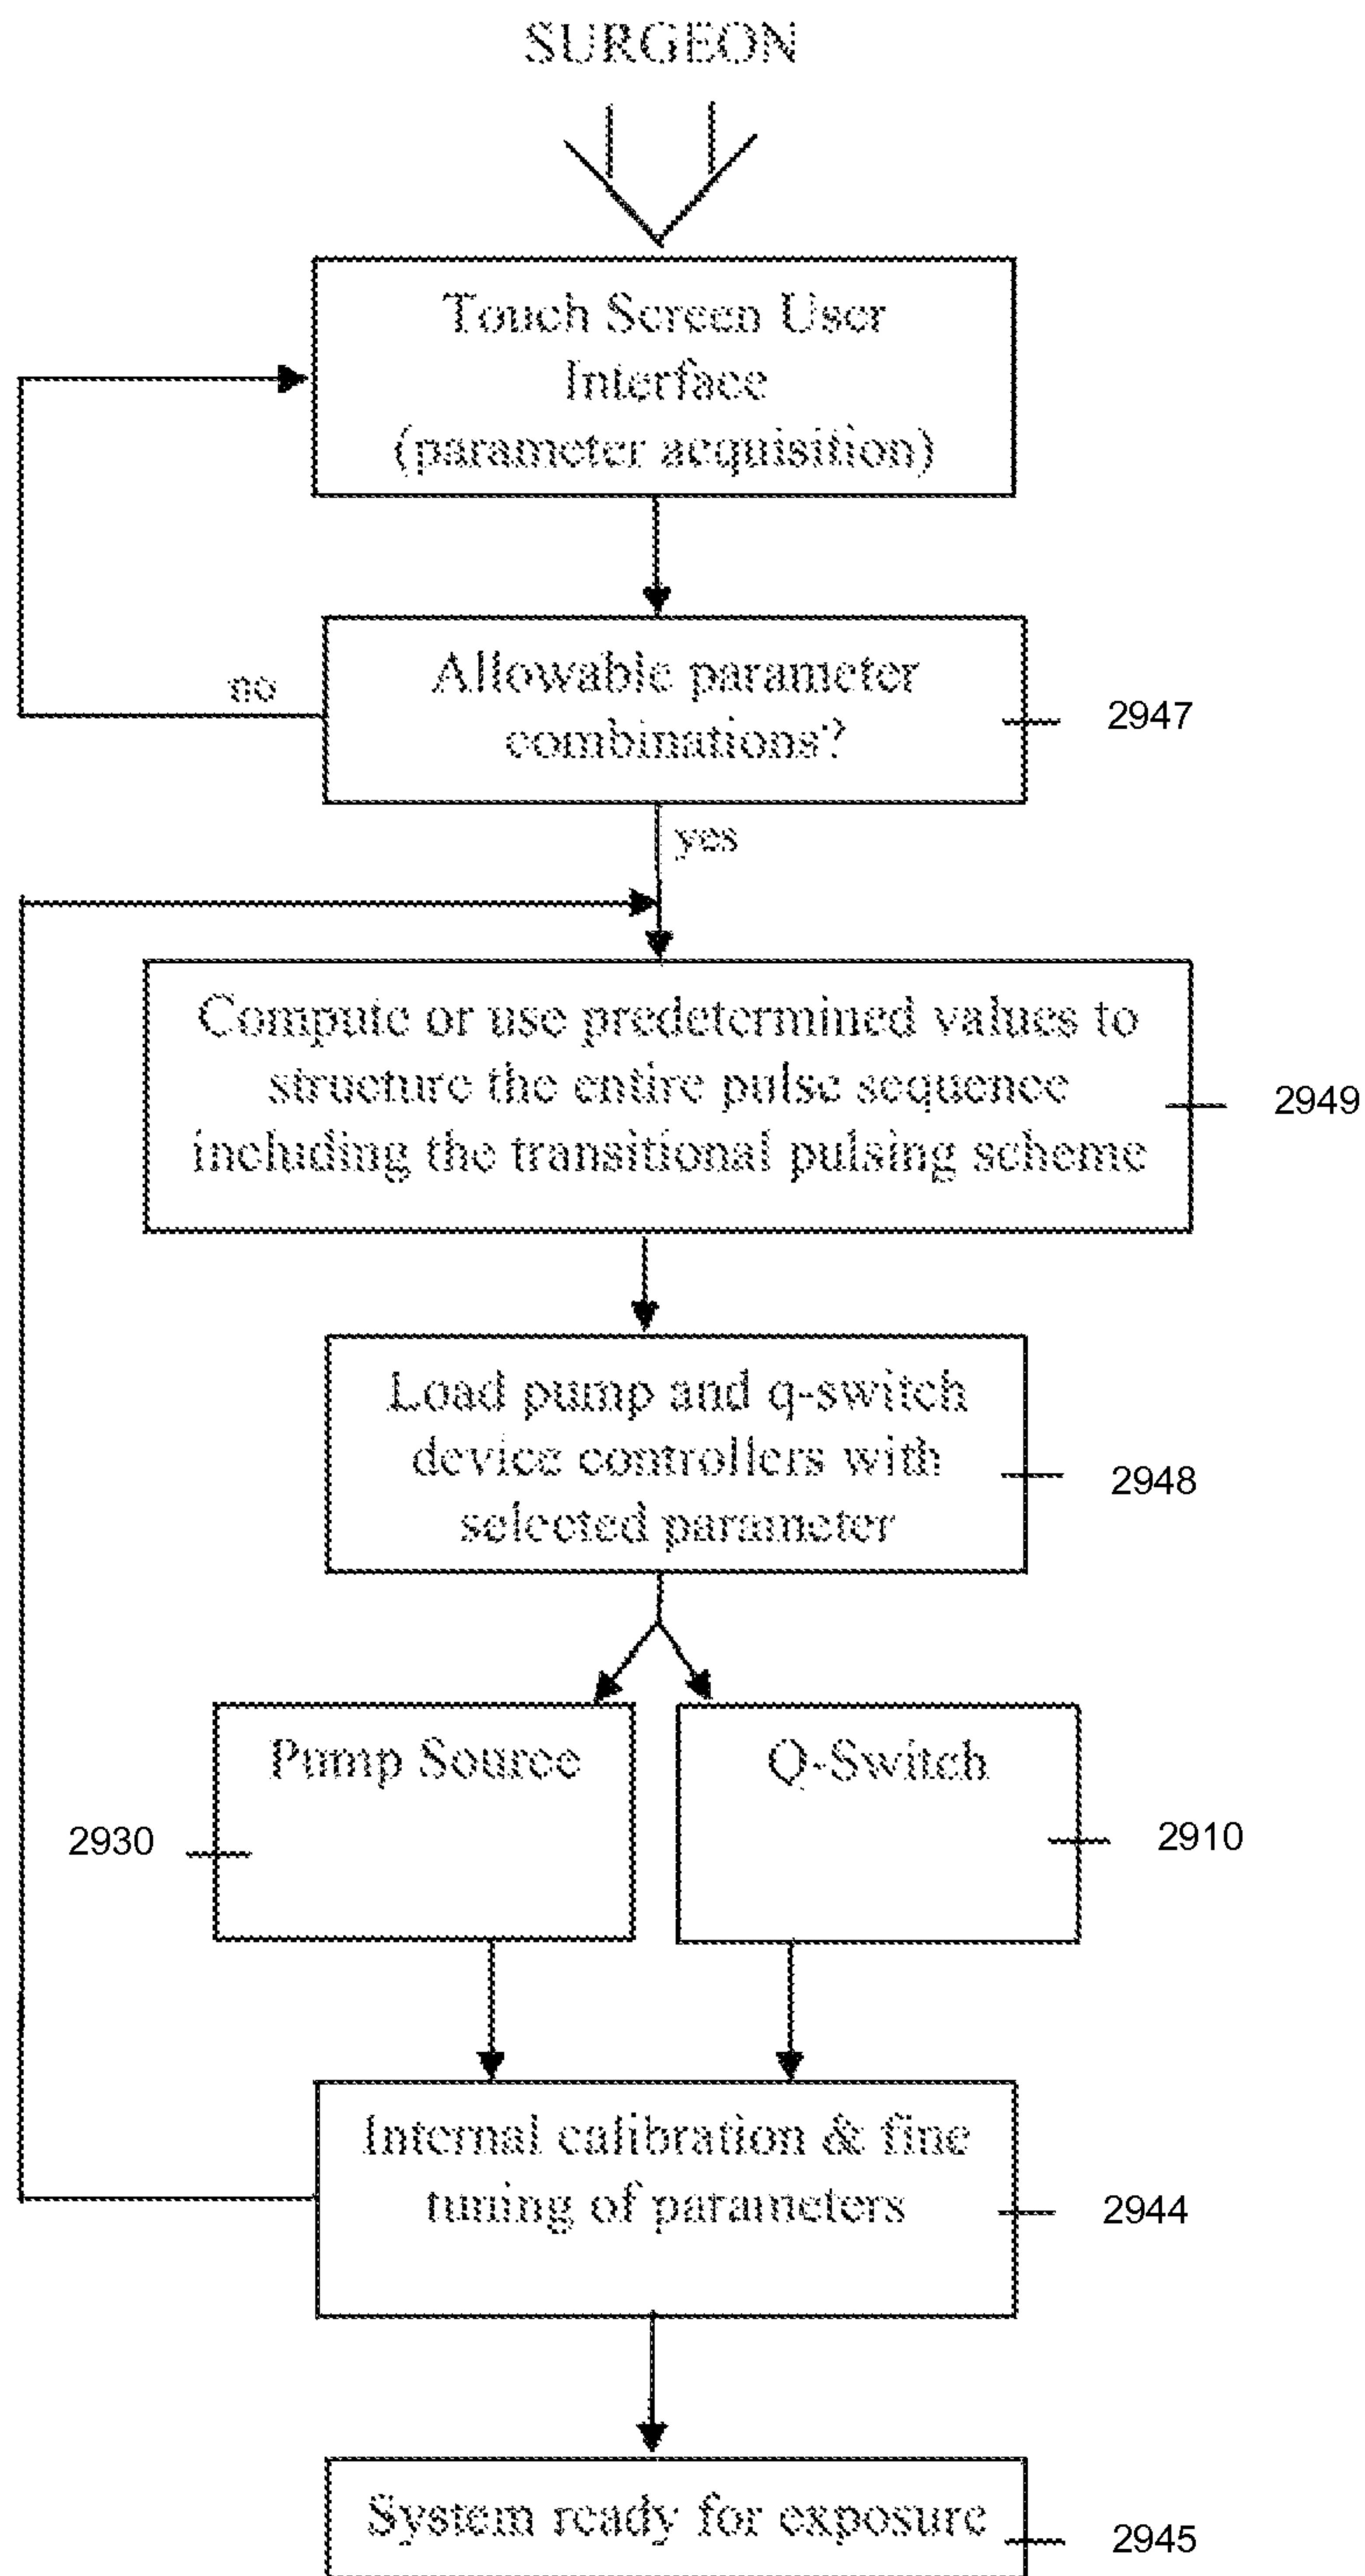 SURGEON
Touch Screen User
Interface
(parameter acquisition)
no
Allowable parameter
combinations?
2947
yes
Compute or use predetermined values to
structure the entire pulse sequence
including the transitional pulsing scheme
2949
Load pump and q-switch
device controllers with
selected parameter
2948
Pump Source
Q-Switch
2930
2910
Internal calibration & fine
tuning of parameters
2944
System ready for exposure
2945